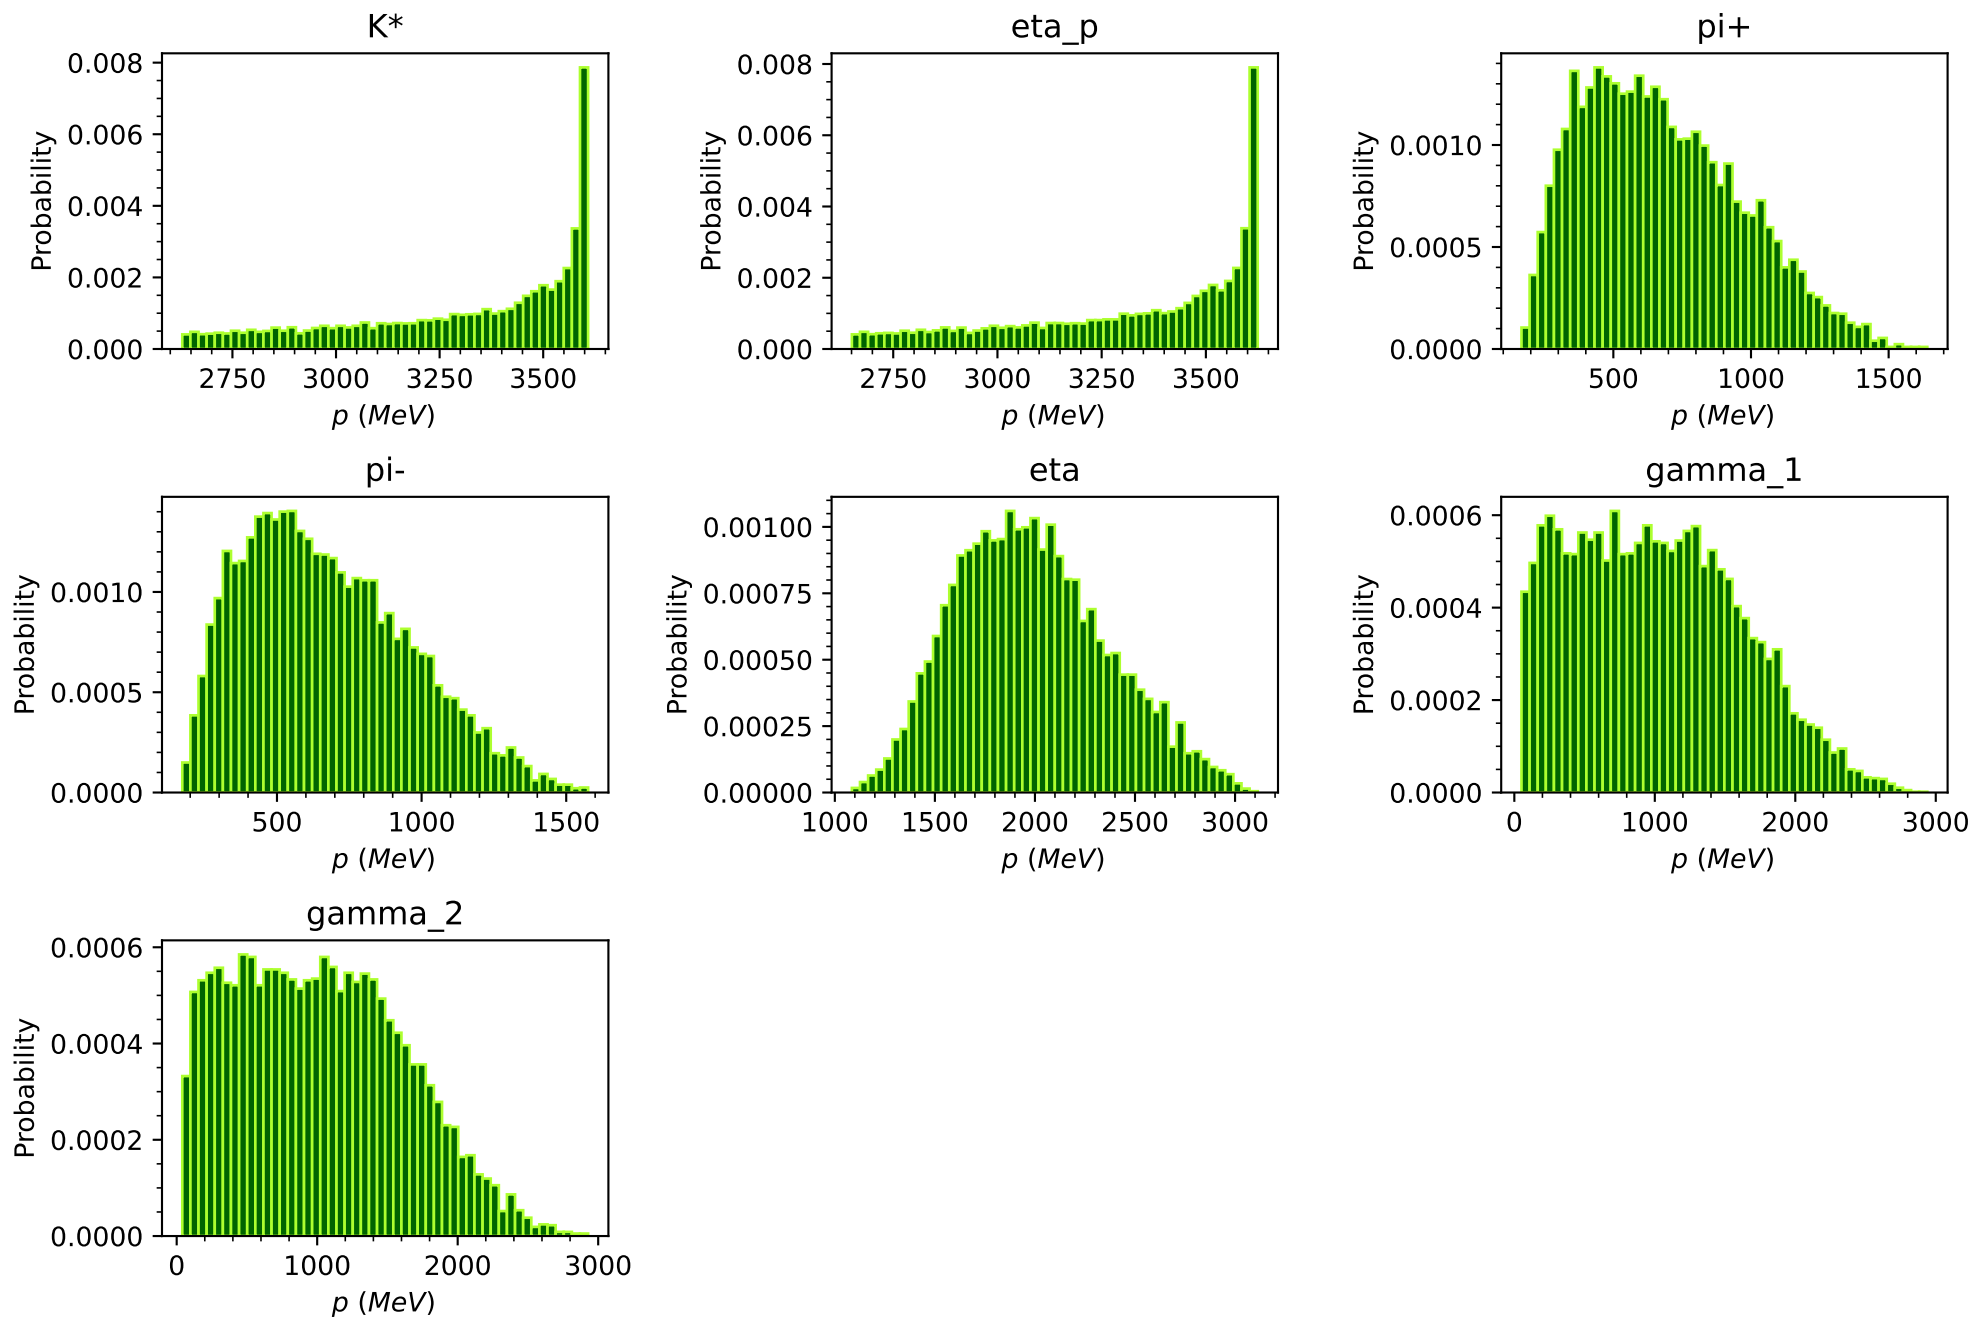 K*
Probability
0.008
0.006
0.004
0.002
0.000
2750 3000 3250 3500
p (MeV)
eta_p
Probability
0.008
0.006
0.004
0.002
0.000
2750 3000 3250 3500
p (MeV)
pi+
Probability
0.0010
0.0005
0.0000
500 1000 1500
p (MeV)
pi-
Probability
0.0010
0.0005
0.0000
500 1000 1500
p (MeV)
eta
Probability
0.00100
0.00075
0.00050
0.00025
0.00000
1000 1500 2000 2500 3000
p (MeV)
gamma_1
Probability
0.0006
0.0004
0.0002
0.0000
0 1000 2000 3000
p (MeV)
gamma_2
Probability
0.0006
0.0004
0.0002
0.0000
0 1000 2000 3000
p (MeV)